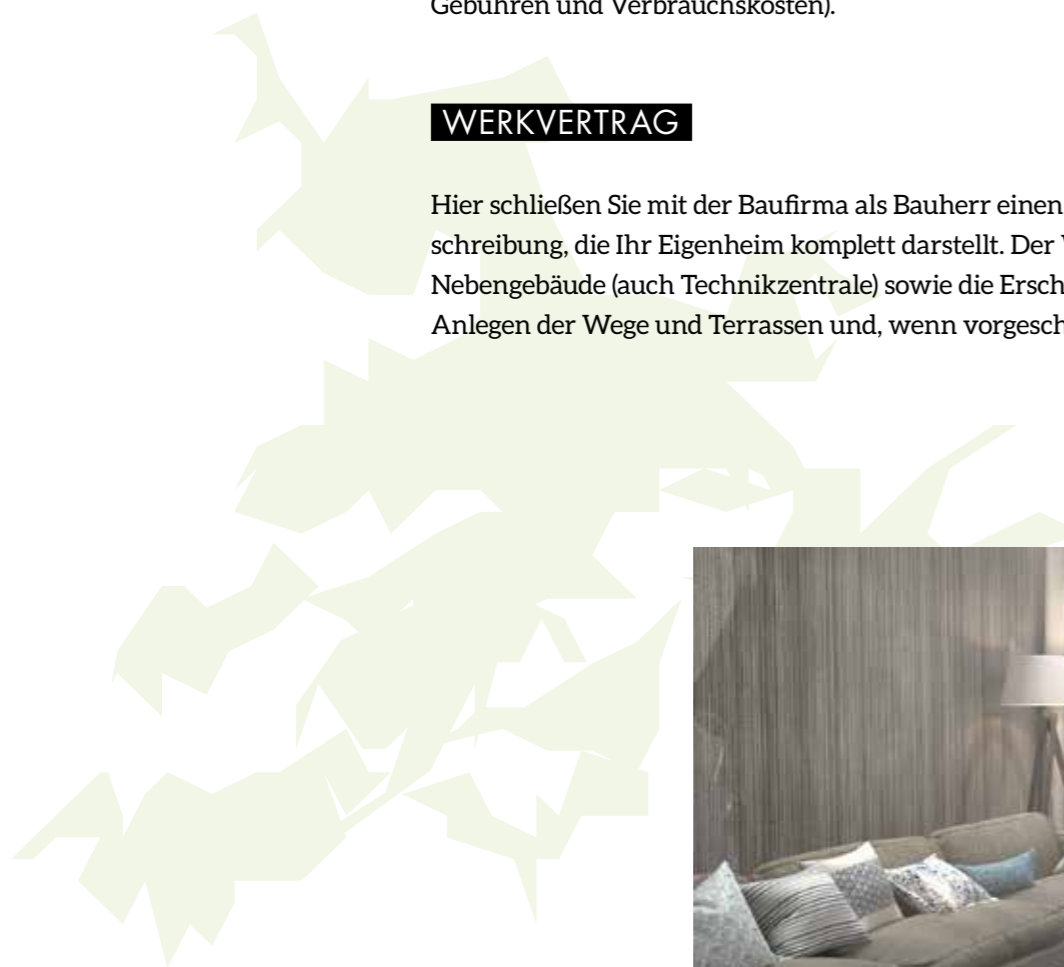 Gebühren und Verbrauchskosten).
WERKVERTRAG
Hier schließen Sie mit der Baufirma als Bauherr einen
schreibung, die Ihr Eigenheim komplett darstellt. Der
Nebengebäude (auch Technikzentrale) sowie die Ersch
Anlegen der Wege und Terrassen und, wenn vorgesch